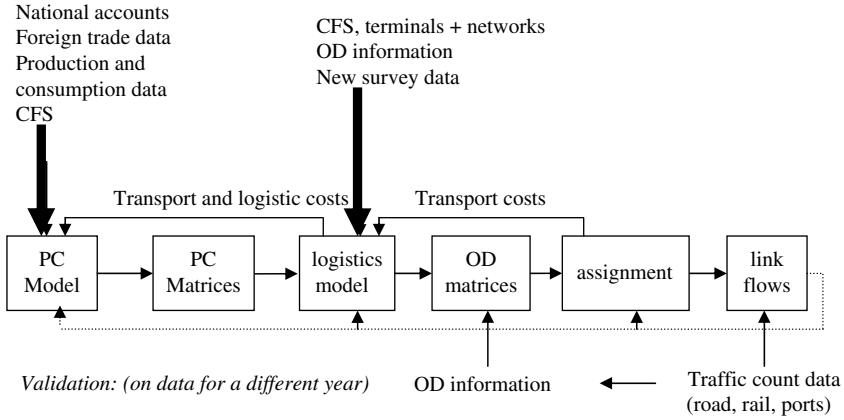 National accounts
Foreign trade data
Production and
consumption data
CFS
CFS, terminals + networks
OD information
New survey data
Transport and logistic costs
Transport costs
PC
Model
PC
Matrices
logistics
model
OD
matrices
assignment
link
flows
Validation: (on data for a different year)
OD information
Traffic count data
(road, rail, ports)